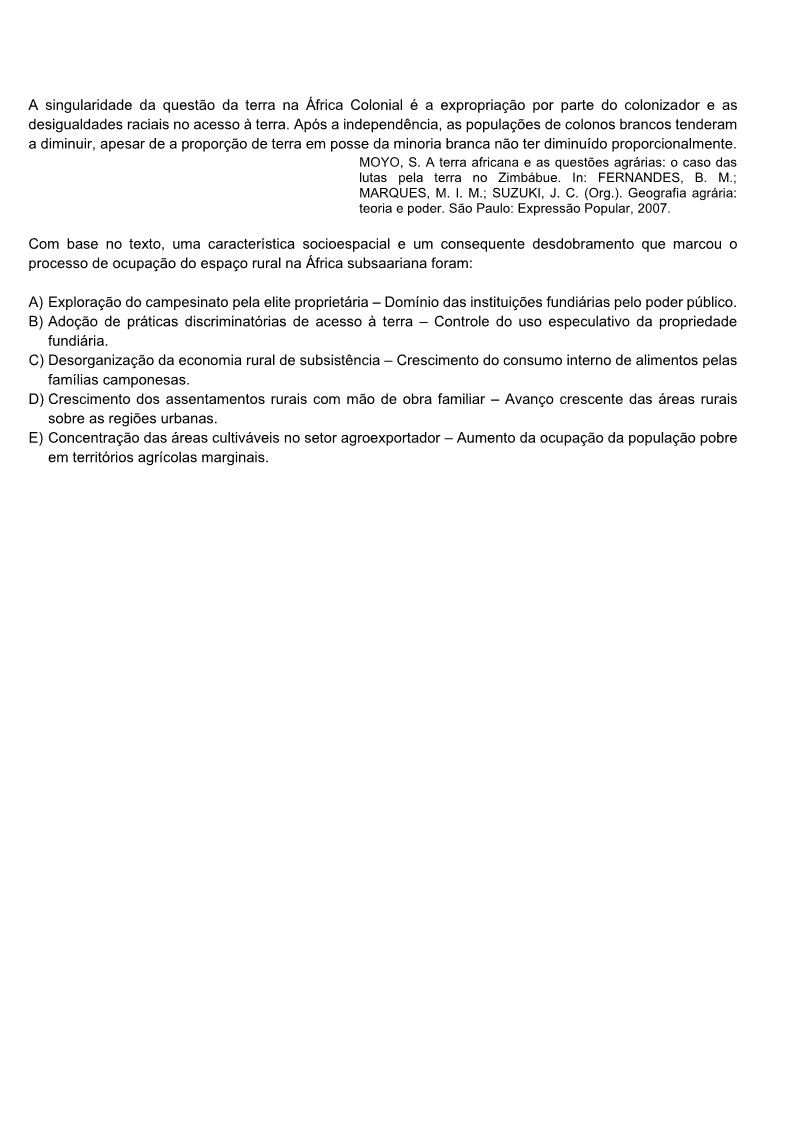 A singularidade da questão da terra na África Colonial é a expropriação por parte do colonizador e as
desigualdades raciais no acesso à terra. Após a independência, as populações de colonos brancos tenderam
a diminuir, apesar de a proporção de terra em posse da minoria branca não ter diminuído proporcionalmente.
MOYO, S. A terra africana e as questões agrárias: o caso das
lutas pela terra no Zimbábue. In: FERNANDES, B. M.;
MARQUES, M. I. M.; SUZUKI, J. C. (Org.). Geografia agrária:
teoria e poder. São Paulo: Expressão Popular, 2007.
Com base no texto, uma característica socioespacial e um consequente desdobramento que marcou o
processo de ocupação do espaço rural na África subsaariana foram:
A) Exploração do campesinato pela elite proprietária – Domínio das instituições fundiárias pelo poder público.
B) Adoção de práticas discriminatórias de acesso à terra – Controle do uso especulativo da propriedade
fundiária.
C) Desorganização da economia rural de subsistência – Crescimento do consumo interno de alimentos pelas
famílias camponesas.
D) Crescimento dos assentamentos rurais com mão de obra familiar – Avanço crescente das áreas rurais
sobre as regiões urbanas.
E) Concentração das áreas cultiváveis no setor agroexportador – Aumento da ocupação da população pobre
em territórios agrícolas marginais.